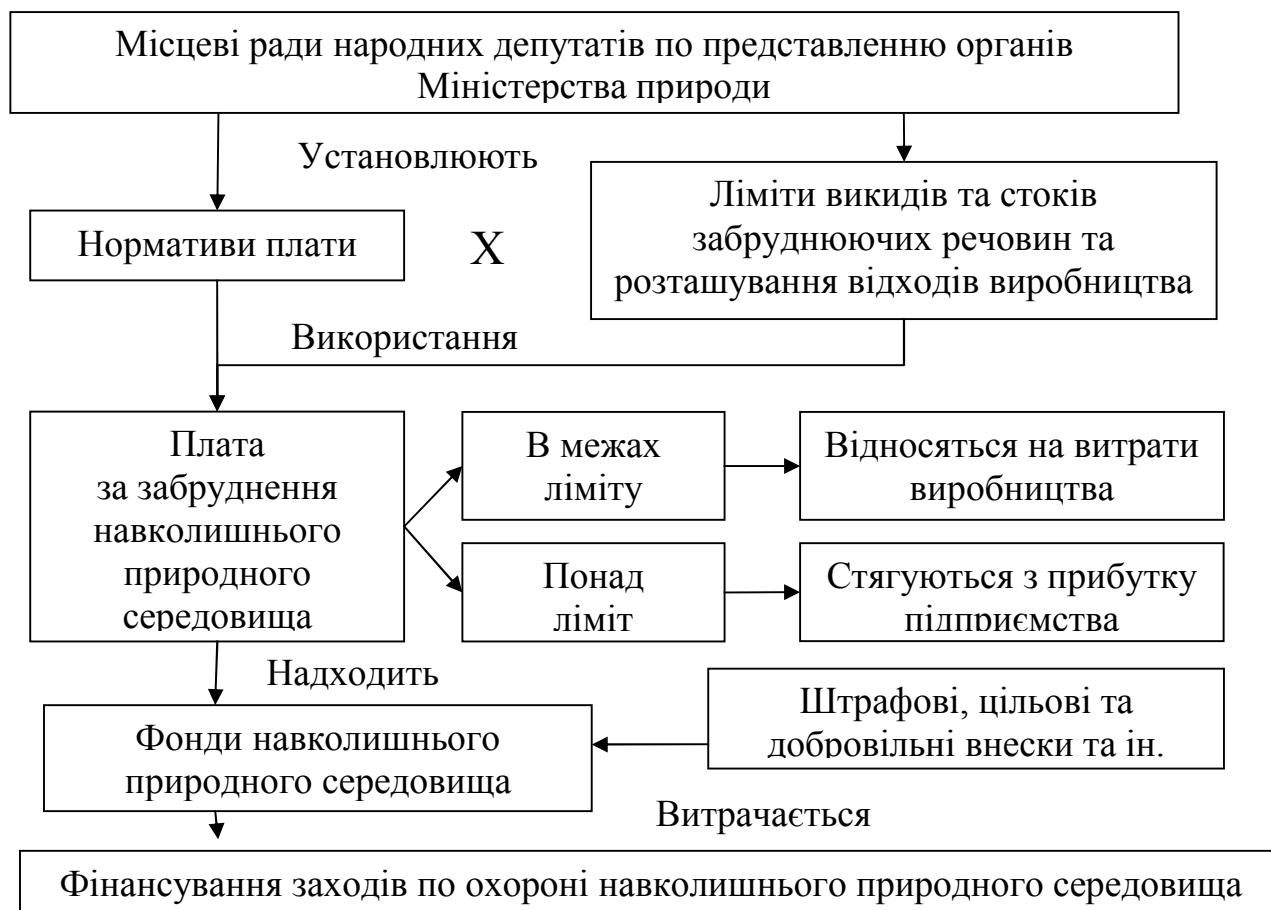 Місцеві ради народних депутатів по представленню органів
Міністерства природи
Установлюють
Нормативи плати
X
Ліміти викидів та стоків
забруднюючих речовин та
розташування відходів виробництва
Використання
Плата
за забруднення
навколишнього
природного
середовища
В межах
ліміту
Відносяться на витрати
виробництва
Понад
ліміт
Стягуються з прибутку
підприємства
Надходить
Фонди навколишнього
природного середовища
Штрафові, цільові та
добровільні внески та ін.
Витрачається
Фінансування заходів по охороні навколишнього природного середовища